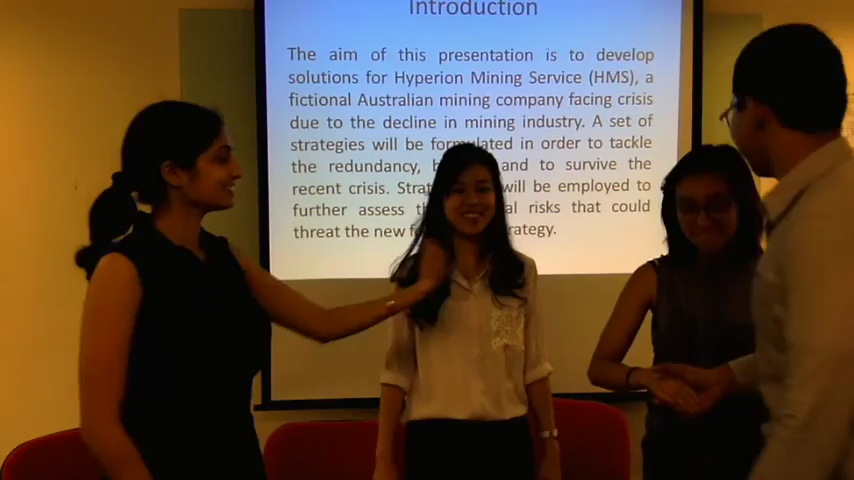 Introduction
The aim of this presentation is to develop
solutions for Hyperion Mining Service (HMS), a
fictional Australian mining company facing crisis
due to the decline in mining industry. A set of
strategies will be formulated in order to tackle
the redundancy, and to survive the
recent crisis. will be employed to
further assess risks that could
threat the new